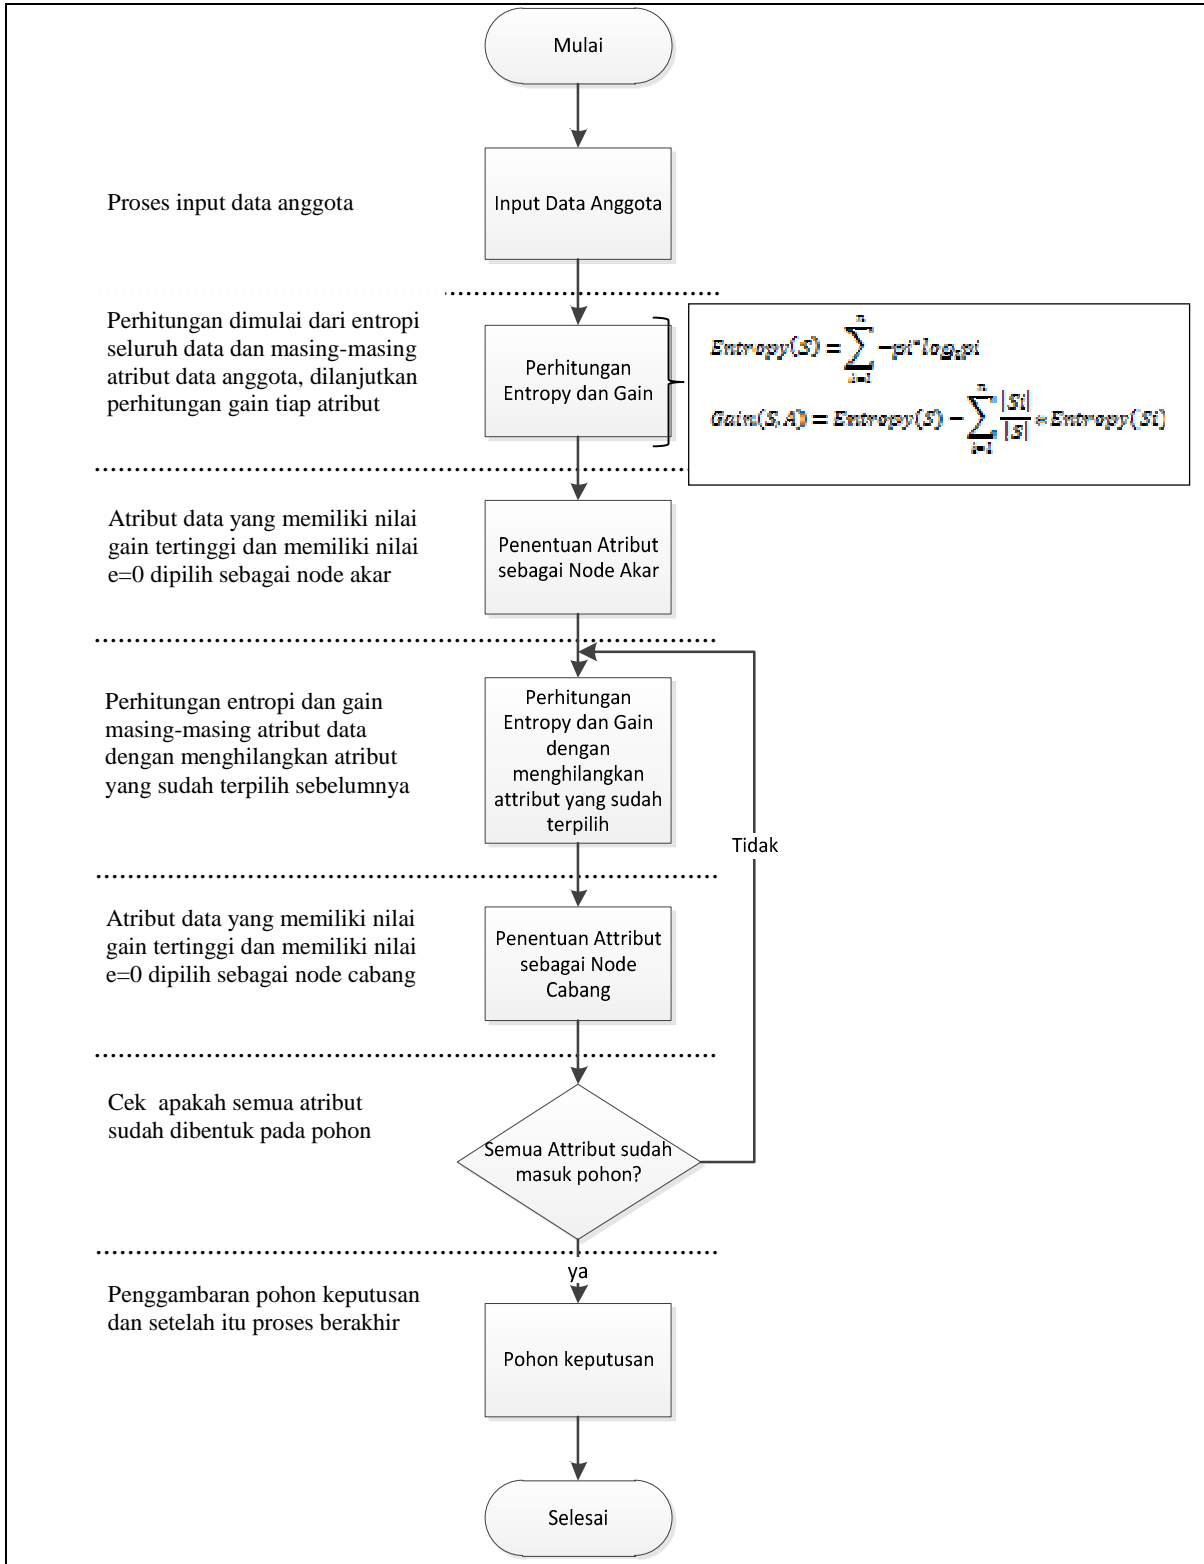 Mulai
Proses input data anggota
Input Data Anggota
Perhitungan dimulai dari entropi
seluruh data dan masing-masing
atribut data anggota, dilanjutkan
perhitungan gain tiap atribut
Perhitungan
Entropy dan Gain
Entropy(S) = ∑ⁿᵢ₌₁ −pi * log₂pi
Gain(S, A) = Entropy(S) − ∑ⁿᵢ₌₁ |Si|/|S| * Entropy(Si)
Atribut data yang memiliki nilai
gain tertinggi dan memiliki nilai
e=0 dipilih sebagai node akar
Penentuan Atribut
sebagai Node Akar
Perhitungan entropi dan gain
masing-masing atribut data
dengan menghilangkan atribut
yang sudah terpilih sebelumnya
Perhitungan
Entropy dan Gain
dengan
menghilangkan
attribut yang sudah
terpilih
Tidak
Atribut data yang memiliki nilai
gain tertinggi dan memiliki nilai
e=0 dipilih sebagai node cabang
Penentuan Attribut
sebagai Node
Cabang
Cek apakah semua atribut
sudah dibentuk pada pohon
Semua Attribut sudah
masuk pohon?
ya
Penggambaran pohon keputusan
dan setelah itu proses berakhir
Pohon keputusan
Selesai